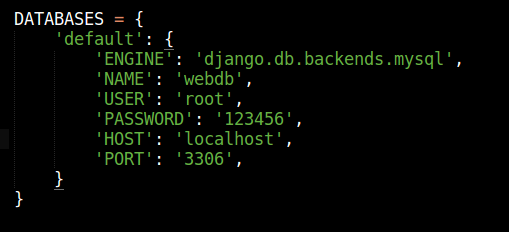 DATABASES = {
    'default': {
        'ENGINE': 'django.db.backends.mysql',
        'NAME': 'webdb',
        'USER': 'root',
        'PASSWORD': '123456',
        'HOST': 'localhost',
        'PORT': '3306',
    }
}